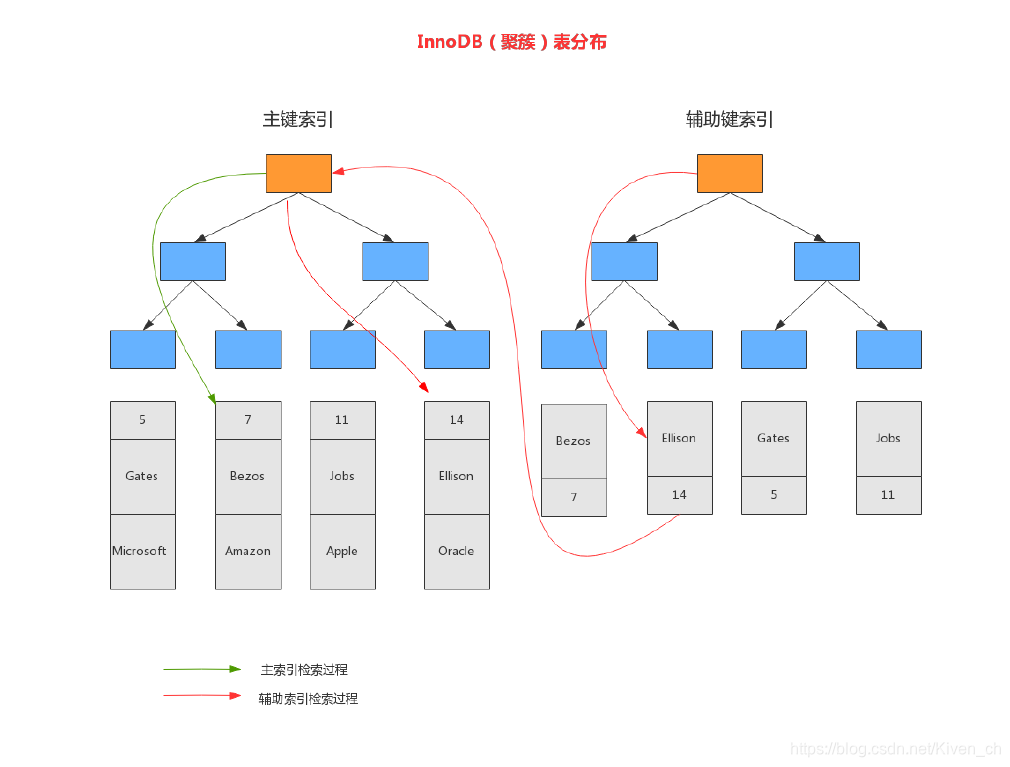 InnoDB（聚簇）表分布
主键索引
辅助键索引
5
7
11
14
Gates
Bezos
Jobs
Ellison
Microsoft
Amazon
Apple
Oracle
Bezos
Ellison
Gates
Jobs
7
14
5
11
主索引检索过程
辅助索引检索过程
https://blog.csdn.net/Kiven_ch